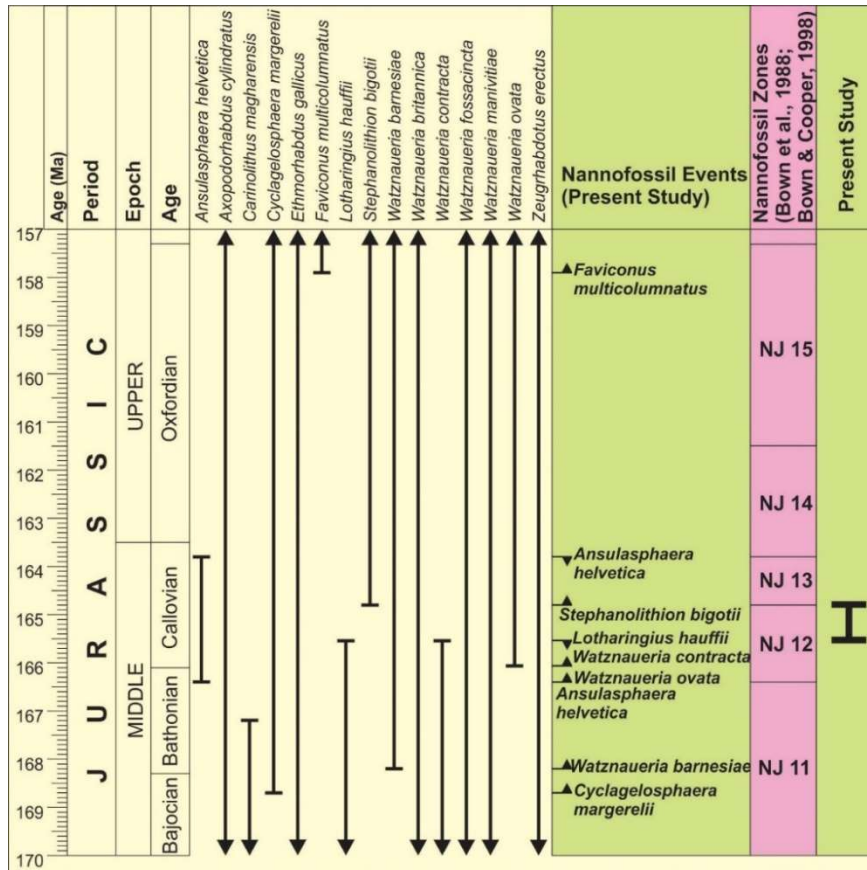 Age (Ma)
Period
Epoch
Age
Ansulasphaera helvetica
Axopodorhabdus cylindratus
Carinolithus magharensis
Cyclagelosphaera margerelii
Ethmorhabdus gallicus
Faviconus multicolumnatus
Lotharingius hauffii
Stephanolithion bigotii
Watznaueria barnesiae
Watznaueria britannica
Watznaueria contracta
Watznaueria fossacincta
Watznaueria manivitiae
Watznaueria ovata
Zeugrhabdotus erectus
Nannofossil Events
(Present Study)
Nannofossil Zones
(Bown et al., 1988;
Bown & Cooper, 1998)
Present Study
157
158
159
160
161
162
163
164
165
166
167
168
169
170
JURASSIC
UPPER
MIDDLE
Oxfordian
Callovian
Bathonian
Bajocian
Faviconus
multicolumnatus
Ansulasphaera
helvetica
Stephanolithion bigotii
Lotharingius hauffii
Watznaueria contracta
Watznaueria ovata
Ansulasphaera
helvetica
Watznaueria barnesiae
Cyclagelosphaera
margerelii
NJ 15
NJ 14
NJ 13
NJ 12
NJ 11